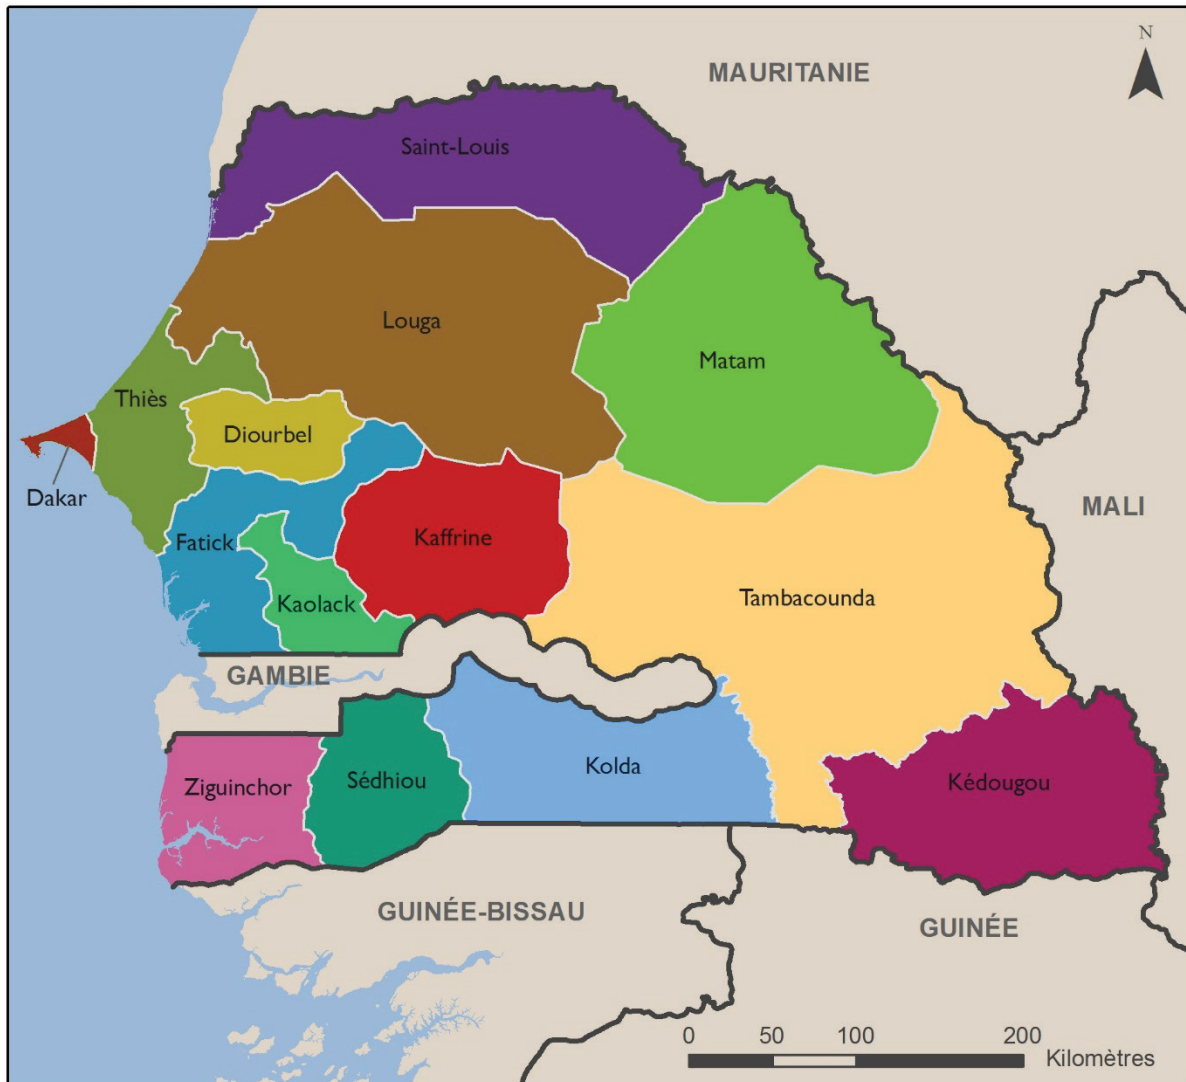 N
MAURITANIE
Saint-Louis
Louga
Matam
Thiès
Diourbel
Dakar
MALI
Fatick
Kaffrine
Kaolack
Tambacounda
GAMBIE
Ziguinchor
Sédhiou
Kolda
Kédougou
GUINÉE-BISSAU
GUINÉE
0 50 100 200
Kilomètres